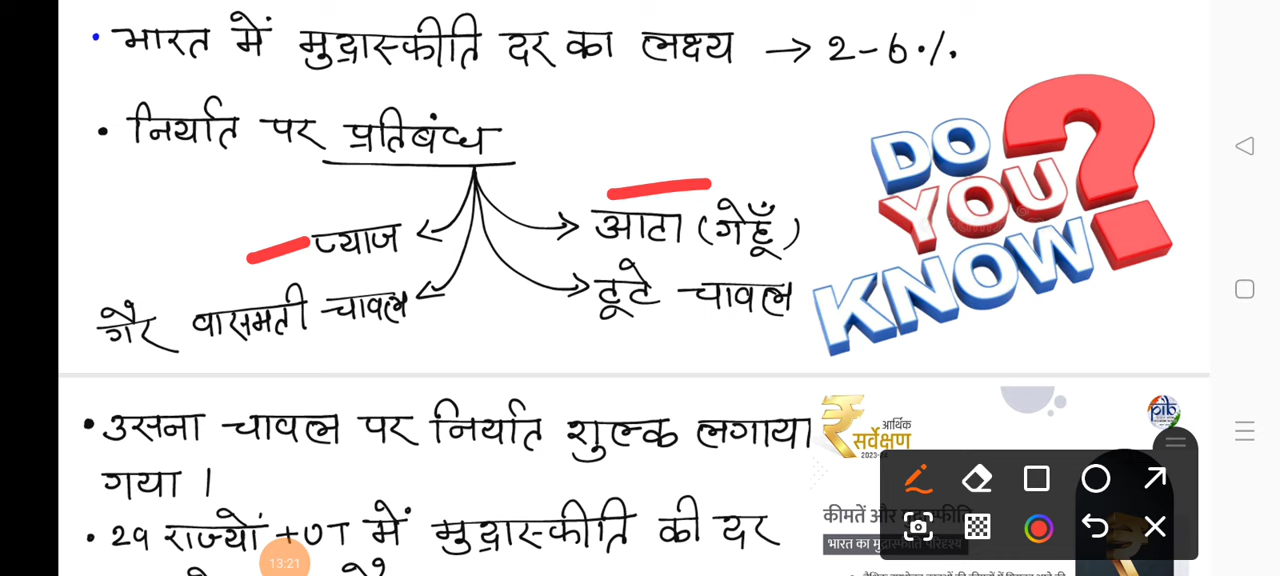 • भारत में मुद्रास्फीति दर का लक्ष्य → 2-6%
• निर्यात पर प्रतिबंध
प्याज
आटा (गेहूँ)
गैर वासमती चावल
टूटे चावल
DO
YOU
KNOW
• उसना चावल पर निर्यात शुल्क लगाया
गया ।
₹ आर्थिक
सर्वेक्षण
pib
कीमतें और मुद्रास्फीति
भारत का मुद्रास्फीति परिदृश्य
• 29 राज्यों + UT में मुद्रास्फीति की दर
13:21